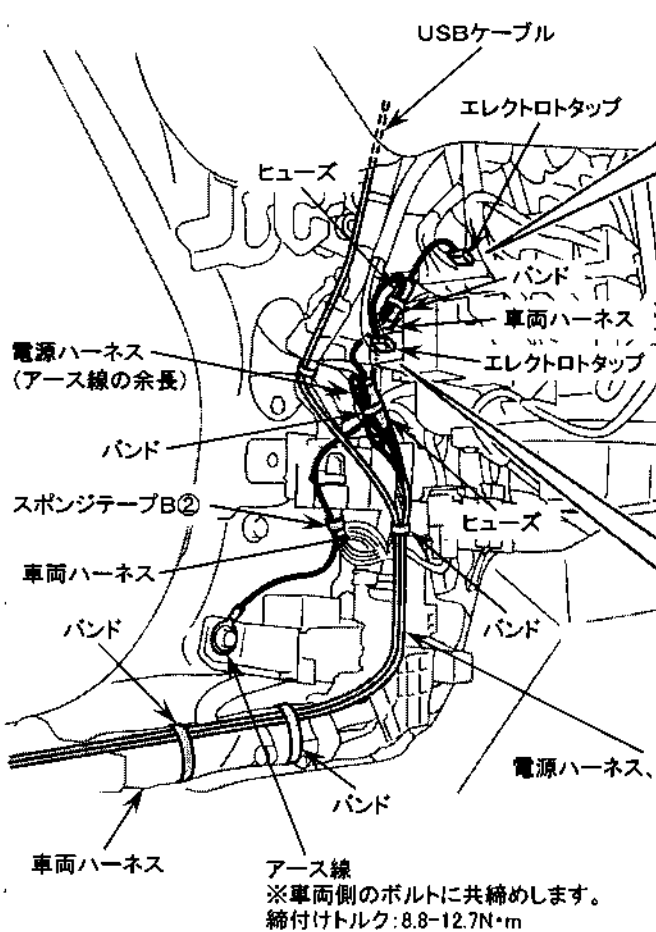 USBケーブル
エレクトロタップ
ヒューズ
バンド
車両ハーネス
電源ハーネス
(アース線の余長)
エレクトロタップ
バンド
スポンジテープB②
ヒューズ
車両ハーネス
バンド
バンド
電源ハーネス、
バンド
車両ハーネス
アース線
※車両側のボルトに共締めします。
締付けトルク:8.8-12.7N・m